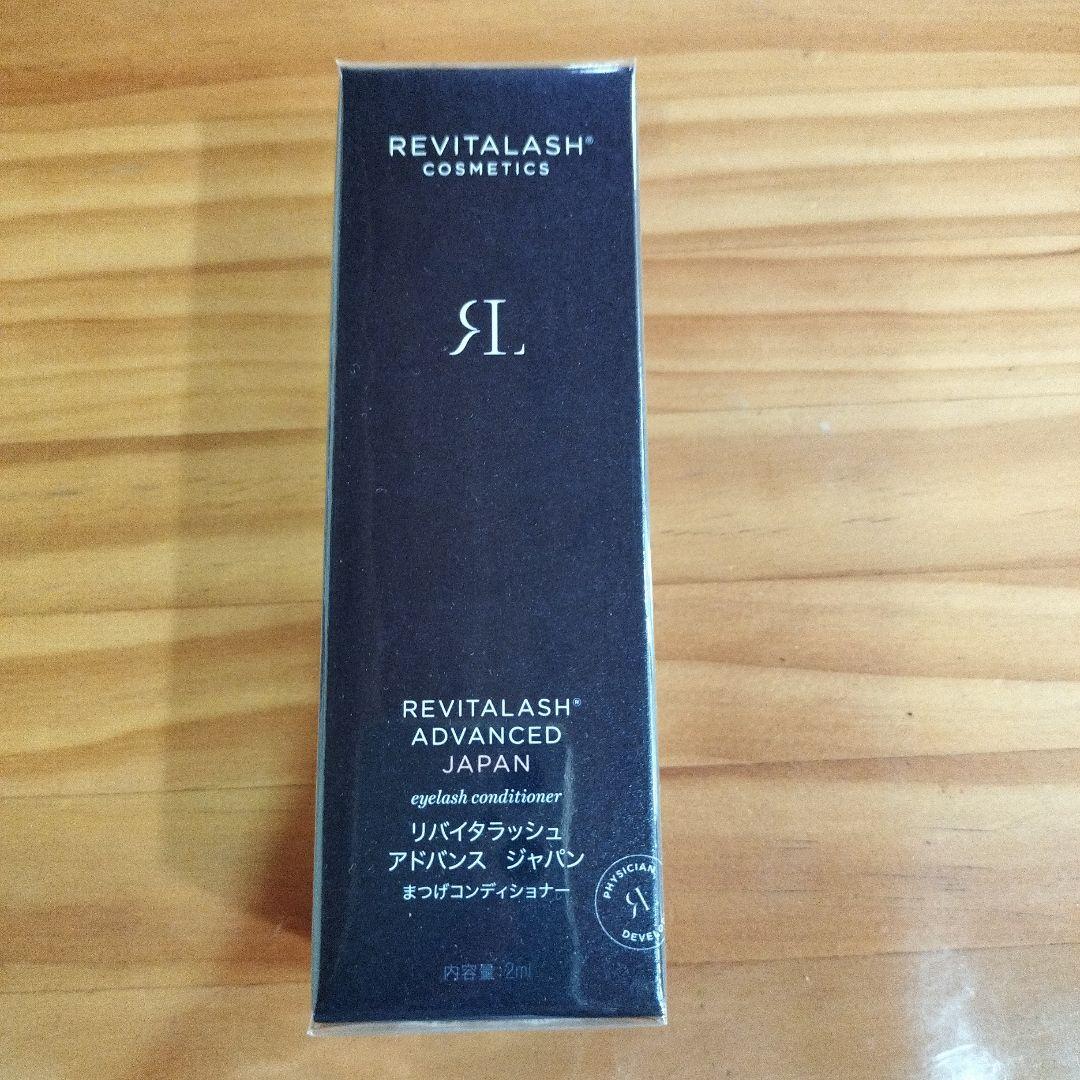 REVITALASH®
COSMETICS
RL
REVITALASH®
ADVANCED
JAPAN
eyelash conditioner
リバイタラッシュ
アドバンス ジャパン
まつげコンディショナー
PHYSICIAN
RL
内容量:2ml